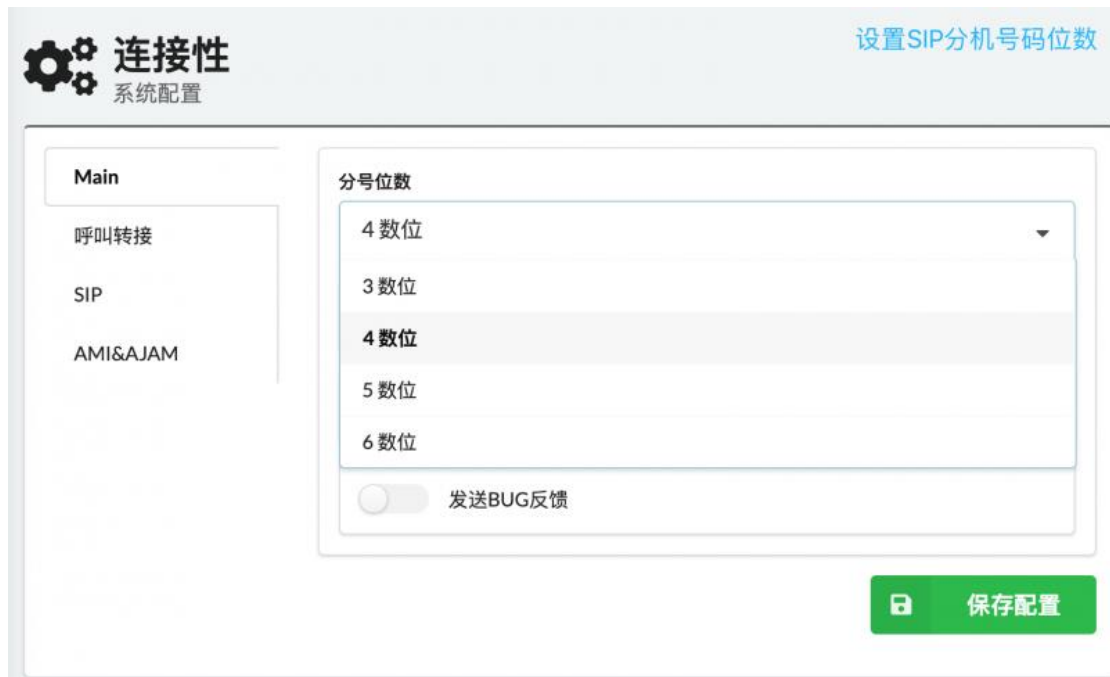 连接性
系统配置
设置SIP分机号码位数
Main
呼叫转接
SIP
AMI&AJAM
分号位数
4 数位
3 数位
4 数位
5 数位
6 数位
发送BUG反馈
保存配置